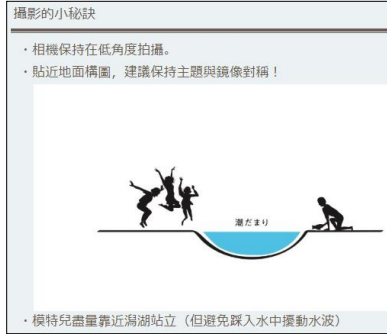 攝影的小秘訣
・相機保持在低角度拍攝。
・貼近地面構圖，建議保持主題與鏡像對稱！
潮だまり
・模特兒盡量靠近潟湖站立（但避免踩入水中擾動水波）